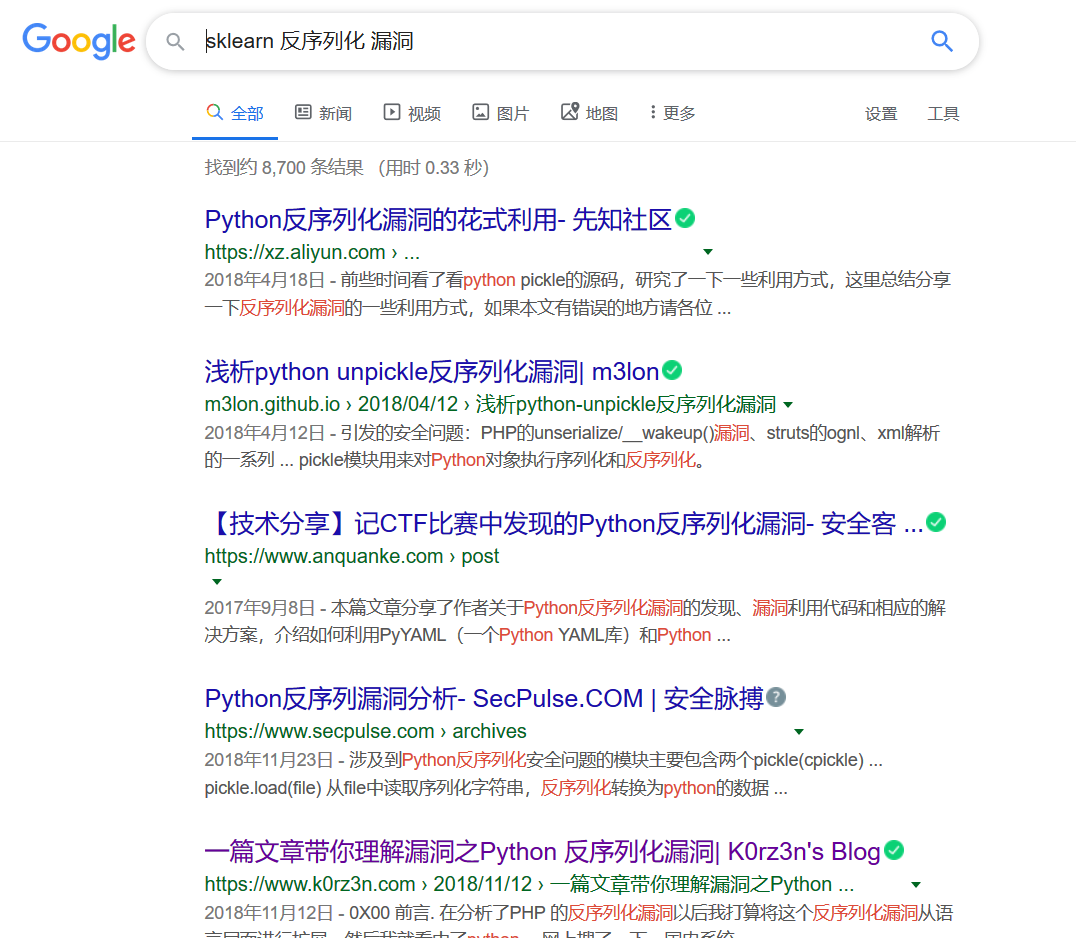 Google
sklearn 反序列化 漏洞
全部 新闻 视频 图片 地图 更多 设置 工具
找到约 8,700 条结果 (用时 0.33 秒)
Python反序列化漏洞的花式利用- 先知社区
https://xz.aliyun.com › ...
2018年4月18日 - 前些时间看了看python pickle的源码，研究了一下一些利用方式，这里总结分享
一下反序列化漏洞的一些利用方式，如果本文有错误的地方请各位 ...
浅析python unpickle反序列化漏洞| m3lon
m3lon.github.io › 2018/04/12 › 浅析python-unpickle反序列化漏洞
2018年4月12日 - 引发的安全问题：PHP的unserialize/__wakeup()漏洞、struts的ognl、xml解析
的一系列 ... pickle模块用来对Python对象执行序列化和反序列化。
【技术分享】记CTF比赛中发现的Python反序列化漏洞- 安全客 ...
https://www.anquanke.com › post
2017年9月8日 - 本篇文章分享了作者关于Python反序列化漏洞的发现、漏洞利用代码和相应的解
决方案，介绍如何利用PyYAML（一个Python YAML库）和Python ...
Python反序列漏洞分析- SecPulse.COM | 安全脉搏
https://www.secpulse.com › archives
2018年11月23日 - 涉及到Python反序列化安全问题的模块主要包含两个pickle(cpickle) ...
pickle.load(file) 从file中读取序列化字符串，反序列化转换为python的数据 ...
一篇文章带你理解漏洞之Python 反序列化漏洞| K0rz3n's Blog
https://www.k0rz3n.com › 2018/11/12 › 一篇文章带你理解漏洞之Python ...
2018年11月12日 - 0X00 前言. 在分析了PHP 的反序列化漏洞以后我打算将这个反序列化漏洞从语